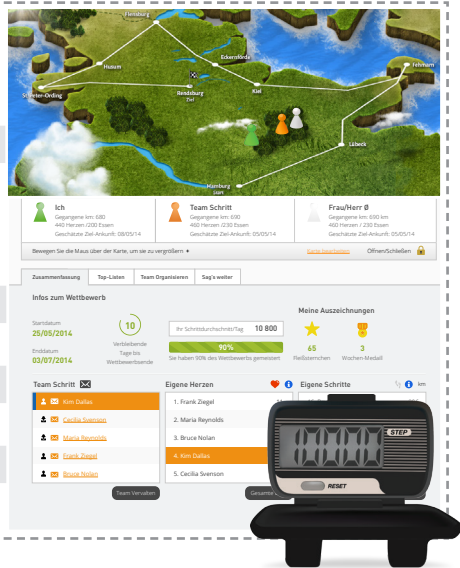 Flensburg
Eckernförde
Husum
Fehmarn
Rendsburg
Ziel
Kiel
Lübeck
Hamburg
Start
Ich
Gegangene km: 680
440 Herzen /200 Essen
Geschätzte Ziel-Ankunft: 08/05/14
Team Schritt
Gegangene km: 690
460 Herzen /230 Essen
Geschätzte Ziel-Ankunft: 05/05/14
Frau/Herr Ø
Gegangene km: 690 km
460 Herzen / 230 Essen
Geschätzte Ziel-Ankunft: 05/05/14
Bewegen Sie die Maus über der Karte, um sie zu vergrößern
Karte bearbeiten
Öffnen/Schließen
Zusammenfassung
Top-Listen
Team Organisieren
Sag's weiter
Infos zum Wettbewerb
Meine Auszeichnungen
Startdatum
25/05/2014
Enddatum
03/07/2014
10
Verbleibende
Tage bis
Wettbewerbsende
Ihr Schnittdurchschnitt/Tag 10 800
90%
Sie haben 90% des Wettbewerbs gemeistert
65
Fleißsternchen
3
Wochen-Medaill
Team Schritt
Kim Dallas
Cecilia Svenson
Maria Reynolds
Frank Ziegel
Bruce Nolan
Team Vervalten
Eigene Herzen
1. Frank Ziegel
2. Maria Reynolds
3. Bruce Nolan
4. Kim Dallas
5. Cecilia Svenson
Eigene Schritte
km
10000
STEP
RESET